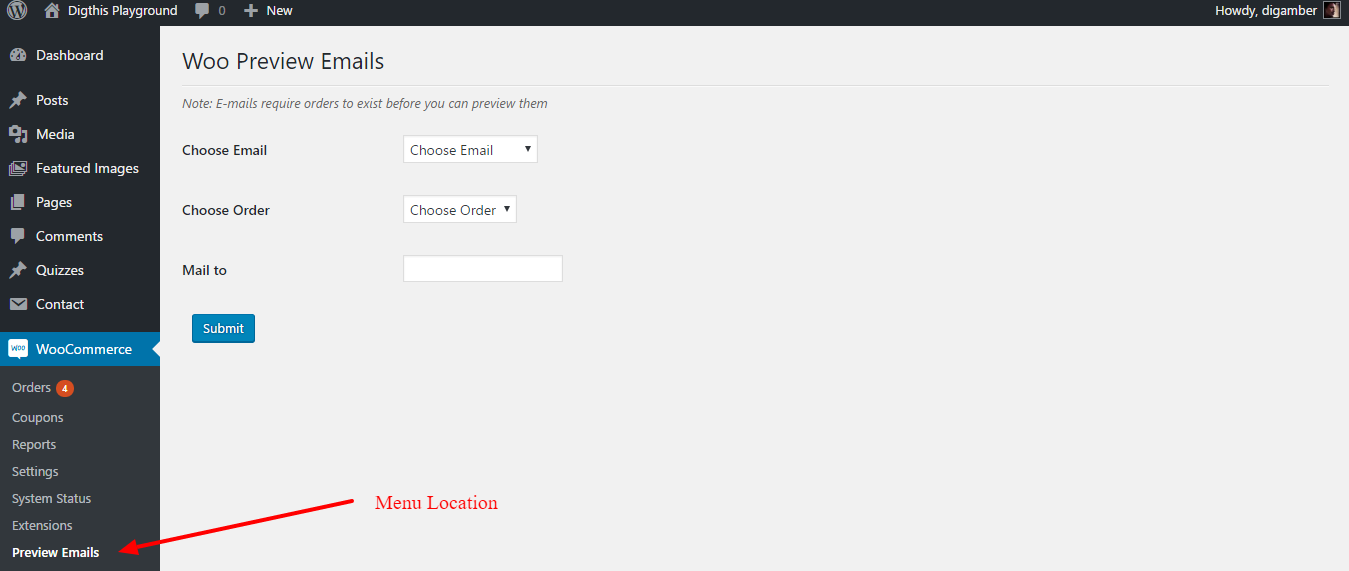 Digthis Playground 0 New Howdy, digamber
Dashboard
Posts
Media
Featured Images
Pages
Comments
Quizzes
Contact
Woo WooCommerce
Orders 4
Coupons
Reports
Settings
System Status
Extensions
Preview Emails
Woo Preview Emails
Note: E-mails require orders to exist before you can preview them
Choose Email Choose Email
Choose Order Choose Order
Mail to
Submit
Menu Location